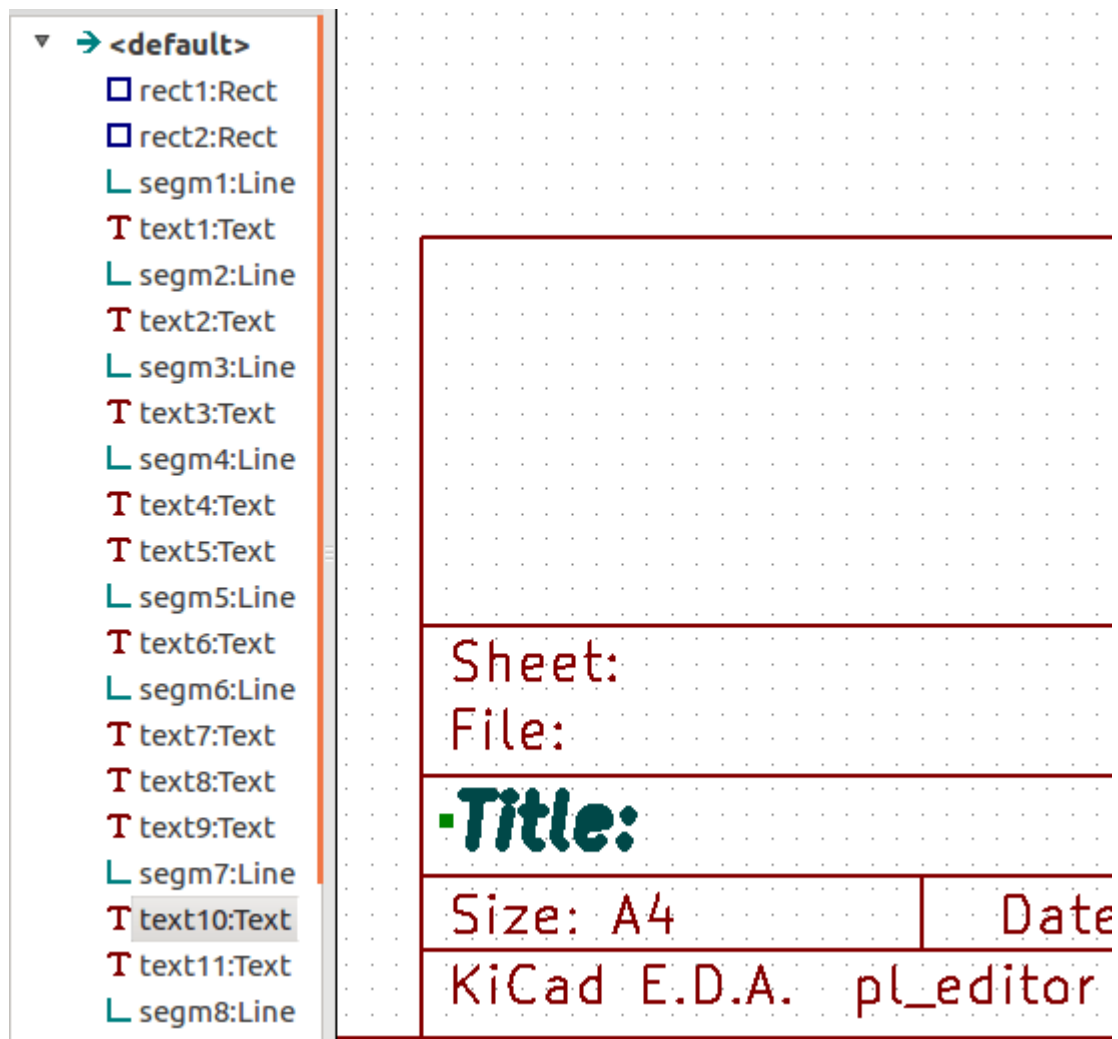 <default>
rect1:Rect
rect2:Rect
segm1:Line
text1:Text
segm2:Line
text2:Text
segm3:Line
text3:Text
segm4:Line
text4:Text
text5:Text
segm5:Line
text6:Text
segm6:Line
text7:Text
text8:Text
text9:Text
segm7:Line
text10:Text
text11:Text
segm8:Line
Sheet:
File:
Title:
Size: A4 Date
KiCad E.D.A. pl_editor